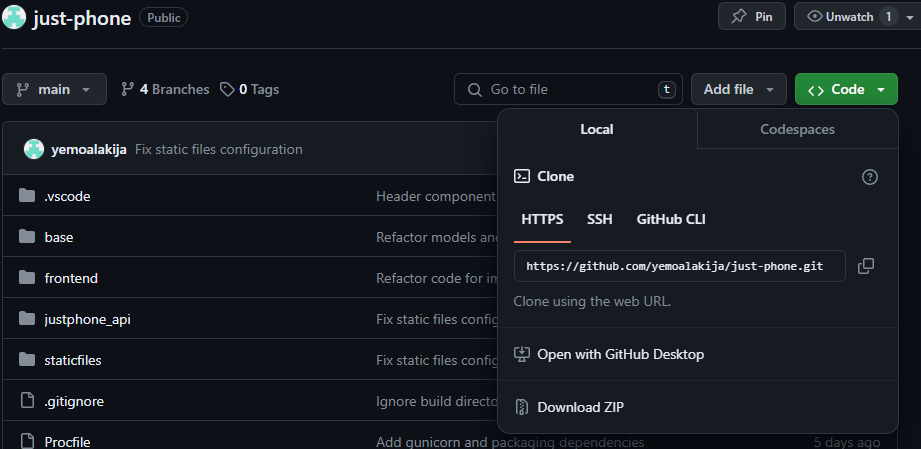 just-phone Public Pin Unwatch 1
main 4 Branches 0 Tags Go to file t Add file Code
Local Codespaces
yemoalakija Fix static files configuration
Clone
.vscode Header component
HTTPS SSH GitHub CLI
base Refactor models and
https://github.com/yemoalakija/just-phone.git
frontend Refactor code for im
Clone using the web URL.
justphone_api Fix static files config
staticfiles Fix static files config
Open with GitHub Desktop
.gitignore Ignore build directo
Download ZIP
Procfile Add gunicorn and packaging dependencies 5 days ago